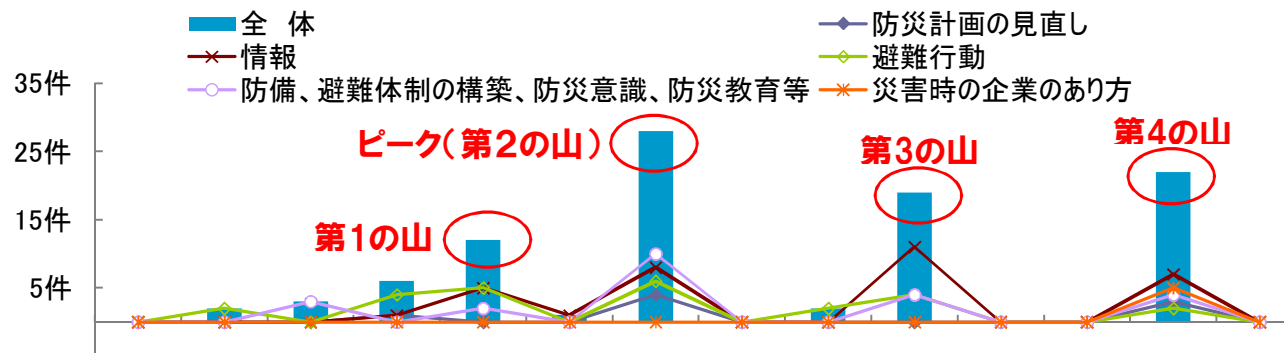 全 体
防災計画の見直し
情報
避難行動
防備、避難体制の構築、防災意識、防災教育等
災害時の企業のあり方
35件
25件
15件
5件
ピーク(第2の山)
第1の山
第3の山
第4の山